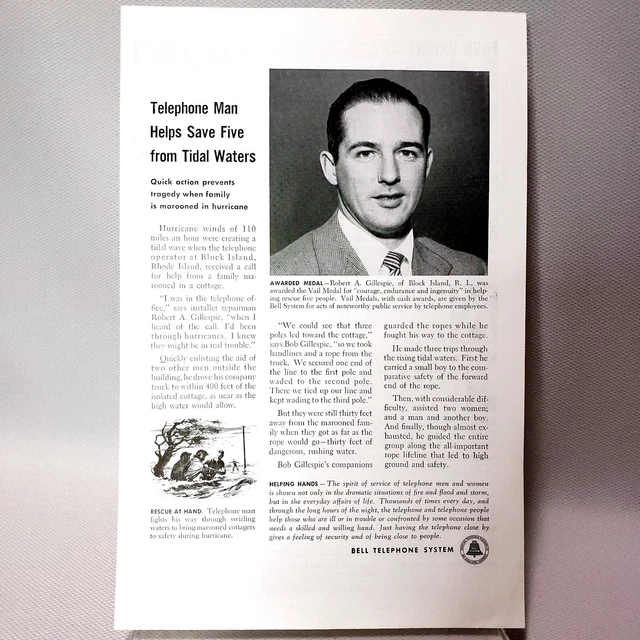 Telephone Man
Helps Save Five
from Tidal Waters
Quick action prevents
tragedy when family
is marooned in hurricane
Hurricane winds of 110
miles an hour were creating a
tidal wave when the telephone
operator at Block Island,
Rhode Island, received a call
for help from a family ma-
rooned in a cottage.
"I was in the telephone of-
fice," says installer repairman
Robert A. Gillespie, "when I
heard of the call. I'd been
through hurricanes. I knew
they might be in real trouble."
Quickly enlisting the aid of
two other men outside the
building, he drove his company
truck to within 400 feet of the
isolated cottage, as near as the
high water would allow.
RESCUE AT HAND. Telephone man
fights his way through swirling
waters to bring marooned cottagers
to safety during hurricane.
AWARDED MEDAL—Robert A. Gillespie, of Block Island, R. I., was
awarded the Vail Medal for "courage, endurance and ingenuity" in help-
ing rescue five people. Vail Medals, with cash awards, are given by the
Bell System for acts of noteworthy public service by telephone employees.
"We could see that three
poles led toward the cottage,"
says Bob Gillespie, "so we took
handlines and a rope from the
truck. We secured one end of
the line to the first pole and
waded to the second pole.
There we tied up our line and
kept wading to the third pole."
But they were still thirty feet
away from the marooned fam-
ily when they got as far as the
rope would go—thirty feet of
dangerous, rushing water.
Bob Gillespie's companions
guarded the ropes while he
fought his way to the cottage.
He made three trips through
the rising tidal waters. First he
carried a small boy to the com-
parative safety of the forward
end of the rope.
Then, with considerable dif-
ficulty, assisted two women;
and a man and another boy.
And finally, though almost ex-
hausted, he guided the entire
group along the all-important
rope lifeline that led to high
ground and safety.
HELPING HANDS—The spirit of service of telephone men and women
is shown not only in the dramatic situations of fire and flood and storm,
but in the everyday affairs of life. Thousands of times every day, and
through the long hours of the night, the telephone and telephone people
help those who are ill or in trouble or confronted by some occasion that
needs a skilled and willing hand. Just having the telephone close by
gives a feeling of security and of being close to people.
BELL TELEPHONE SYSTEM